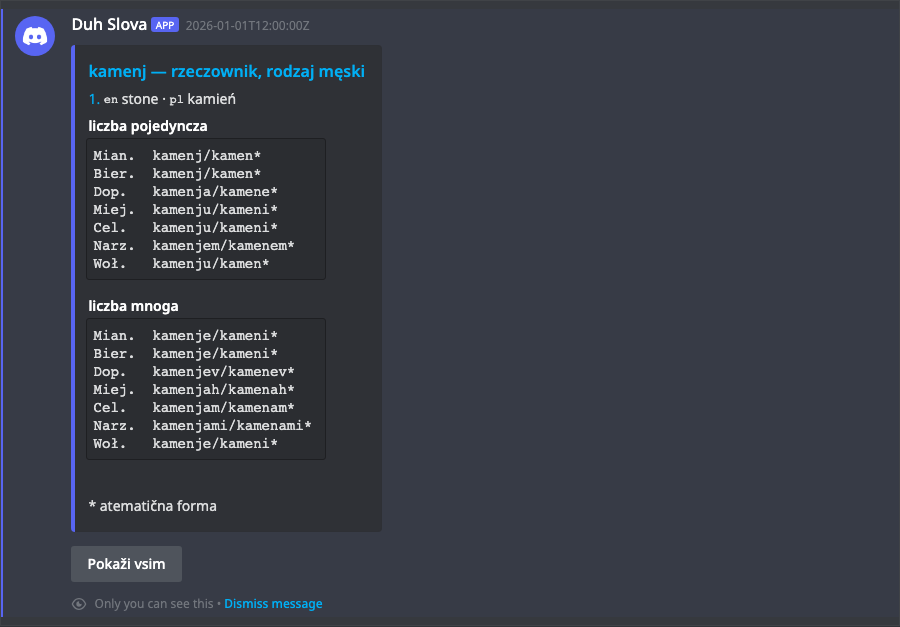 Duh Slova APP 2026-01-01T12:00:00Z
kamenj — rzeczownik, rodzaj męski
1. en stone · pl kamień
liczba pojedyncza
Mian. kamenj/kamen*
Bier. kamenj/kamen*
Dop. kamenja/kamene*
Miej. kamenju/kameni*
Cel. kamenju/kameni*
Narz. kamenjem/kamenem*
Woł. kamenju/kamen*
liczba mnoga
Mian. kamenje/kameni*
Bier. kamenje/kameni*
Dop. kamenjev/kamenev*
Miej. kamenjah/kamenah*
Cel. kamenjam/kamenam*
Narz. kamenjami/kamenami*
Woł. kamenje/kameni*
* atematična forma
Pokaži vsim
Only you can see this • Dismiss message